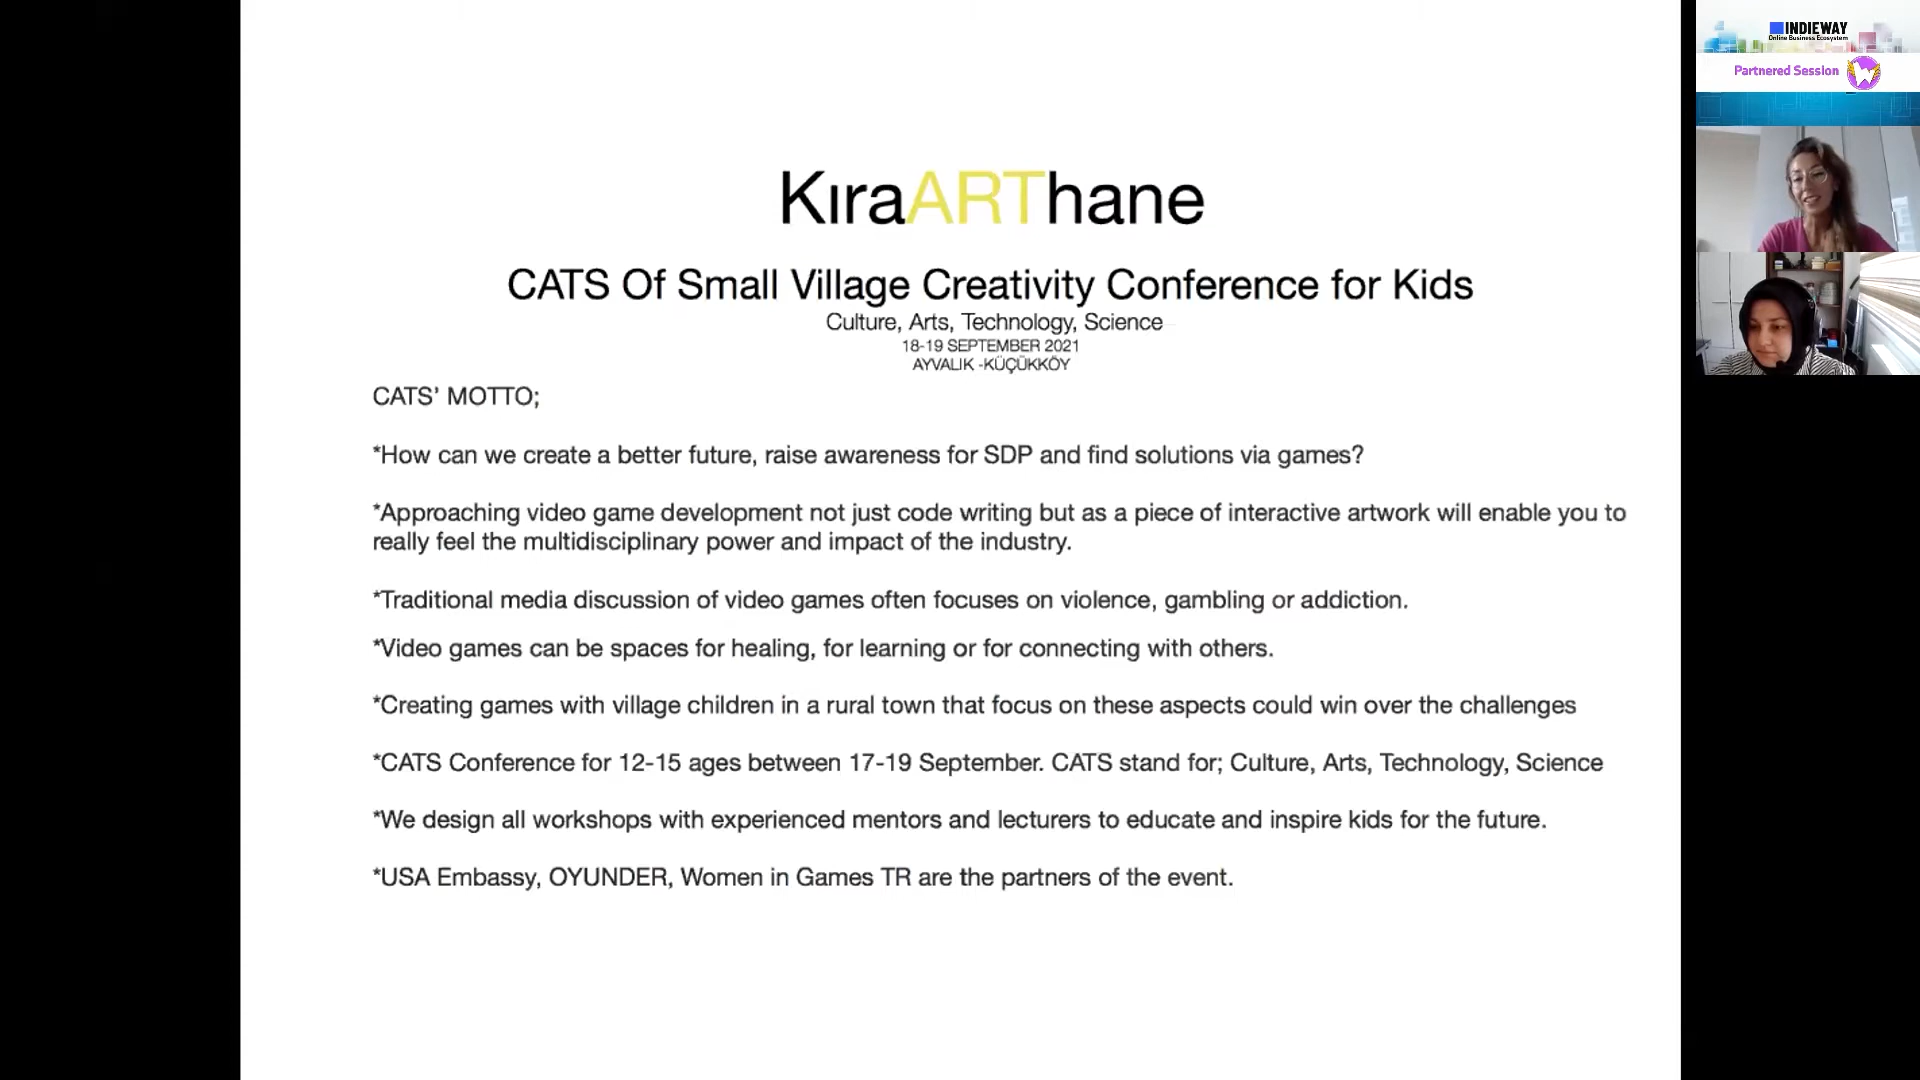 KıraARThane
CATS Of Small Village Creativity Conference for Kids
Culture, Arts, Technology, Science
18-19 SEPTEMBER 2021
AYVALIK -KÜÇÜKKÖY
CATS’ MOTTO;
*How can we create a better future, raise awareness for SDP and find solutions via games?
*Approaching video game development not just code writing but as a piece of interactive artwork will enable you to
really feel the multidisciplinary power and impact of the industry.
*Traditional media discussion of video games often focuses on violence, gambling or addiction.
*Video games can be spaces for healing, for learning or for connecting with others.
*Creating games with village children in a rural town that focus on these aspects could win over the challenges
*CATS Conference for 12-15 ages between 17-19 September. CATS stand for; Culture, Arts, Technology, Science
*We design all workshops with experienced mentors and lecturers to educate and inspire kids for the future.
*USA Embassy, OYUNDER, Women in Games TR are the partners of the event.
INDIEWAY
Online Business Ecosystem
Partnered Session